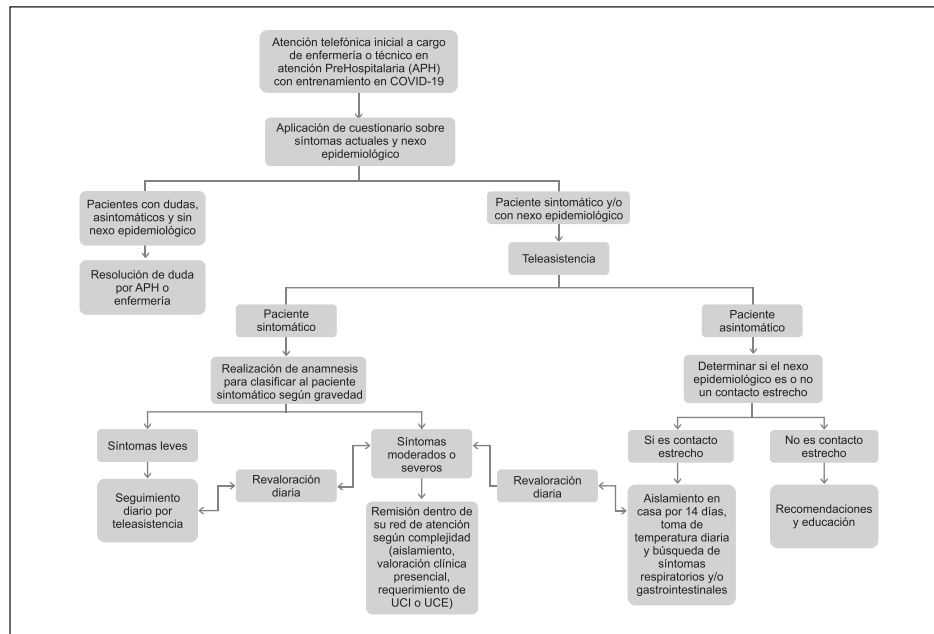 Atención telefónica inicial a cargo
de enfermería o técnico en
atención PreHospitalaria (APH)
con entrenamiento en COVID-19
Aplicación de cuestionario sobre
síntomas actuales y nexo
epidemiológico
Pacientes con dudas,
asintomáticos y sin
nexo epidemiológico
Paciente sintomático y/o
con nexo epidemiológico
Resolución de duda
por APH o
enfermería
Teleasistencia
Paciente
sintomático
Paciente
asintomático
Realización de anamnesis
para clasificar al paciente
sintomático según gravedad
Determinar si el nexo
epidemiológico es o no
un contacto estrecho
Síntomas leves
Síntomas
moderados o
severos
Si es contacto
estrecho
No es contacto
estrecho
Seguimiento
diario por
teleasistencia
Revaloración
diaria
Revaloración
diaria
Remisión dentro de
su red de atención
según complejidad
(aislamiento,
valoración clínica
presencial,
requerimiento de
UCI o UCE)
Aislamiento en
casa por 14 días,
toma de
temperatura diaria
y búsqueda de
síntomas
respiratorios y/o
gastrointestinales
Recomendaciones
y educación